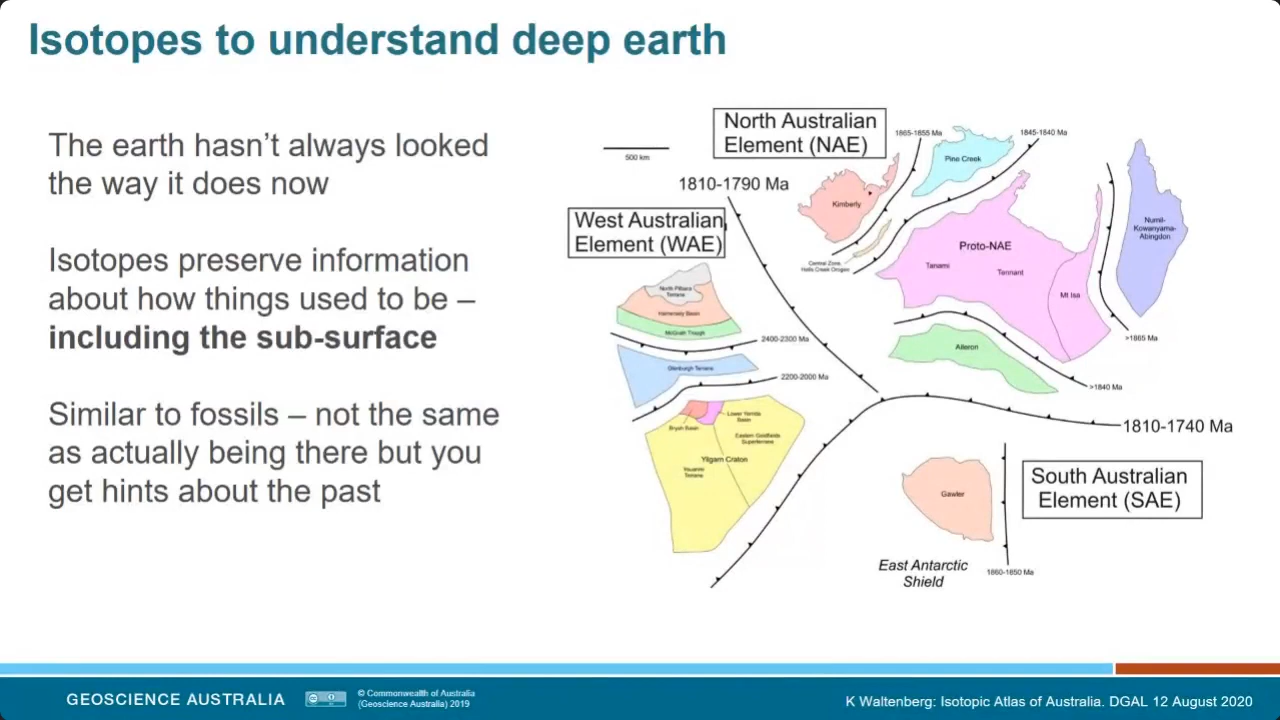 Isotopes to understand deep earth
The earth hasn't always looked
the way it does now
Isotopes preserve information
about how things used to be –
including the sub-surface
Similar to fossils – not the same
as actually being there but you
get hints about the past
500 km
North Australian
Element (NAE)
1810-1790 Ma
West Australian
Element (WAE)
1865-1855 Ma
Pine Creek
1845-1840 Ma
Kimberly
Central Zone,
Halls Creek Orogen
Proto-NAE
Tanami
Tennant
Mt Isa
Numil-
Kowanyama-
Abingdon
>1865 Ma
Aileron
>1840 Ma
North Pilbara
Terrane
Hamersley Basin
McGrath Trough
2400-2300 Ma
Glenburgh Terrane
2200-2000 Ma
Bryah Basin
Lower Yerrida
Basin
Eastern Goldfields
Superterrane
Yilgarn Craton
Youanmi
Terrane
1810-1740 Ma
Gawler
South Australian
Element (SAE)
East Antarctic
Shield
1860-1850 Ma
GEOSCIENCE AUSTRALIA
© Commonwealth of Australia
(Geoscience Australia) 2019
K Waltenberg: Isotopic Atlas of Australia. DGAL 12 August 2020